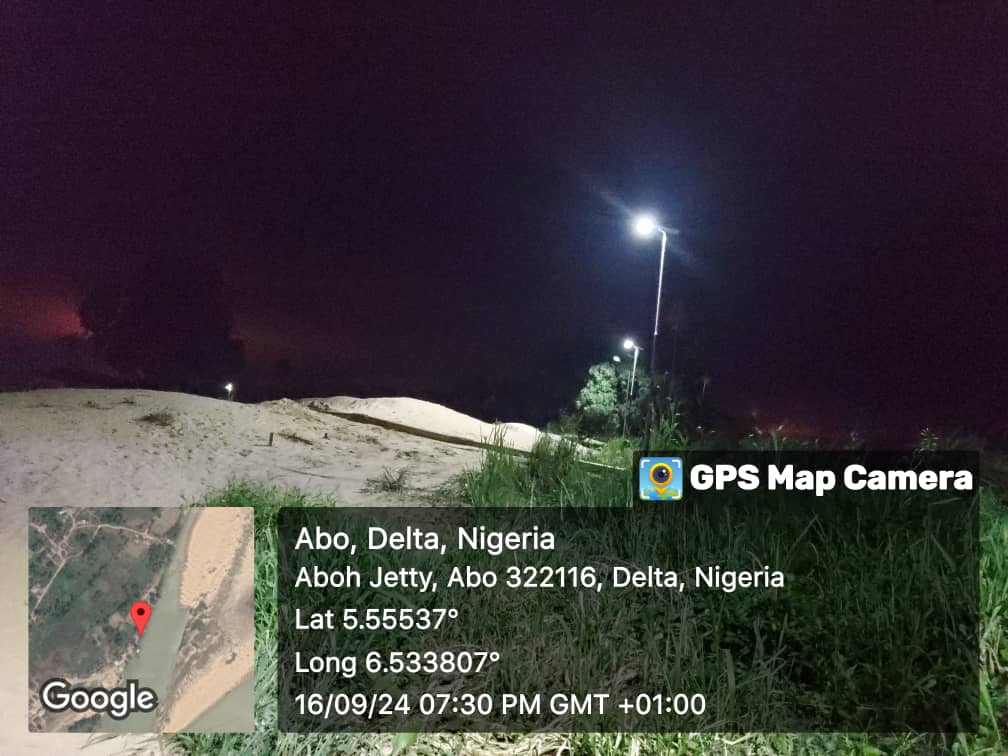 GPS Map Camera
Abo, Delta, Nigeria
Aboh Jetty, Abo 322116, Delta, Nigeria
Lat 5.55537°
Long 6.533807°
16/09/24 07:30 PM GMT +01:00
Google